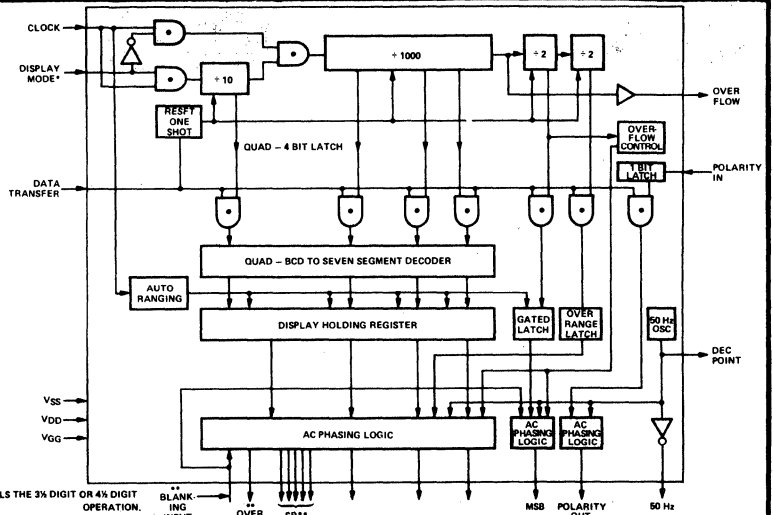 CLOCK
DISPLAY
MODE*
÷ 10
÷ 1000
÷ 2
÷ 2
OVER
FLOW
RESET
ONE
SHOT
QUAD – 4 BIT LATCH
OVER-
FLOW
CONTROL
1 BIT
LATCH
POLARITY
IN
DATA
TRANSFER
QUAD – BCD TO SEVEN SEGMENT DECODER
AUTO
RANGING
DISPLAY HOLDING REGISTER
GATED
LATCH
OVER
RANGE
LATCH
50 Hz
OSC
DEC
POINT
VSS
VDD
VGG
AC PHASING LOGIC
AC
PHASING
LOGIC
AC
PHASING
LOGIC
LS THE 3½ DIGIT OR 4½ DIGIT
OPERATION.
**
BLANK-
ING
**
OVER
MSB
POLARITY
50 Hz